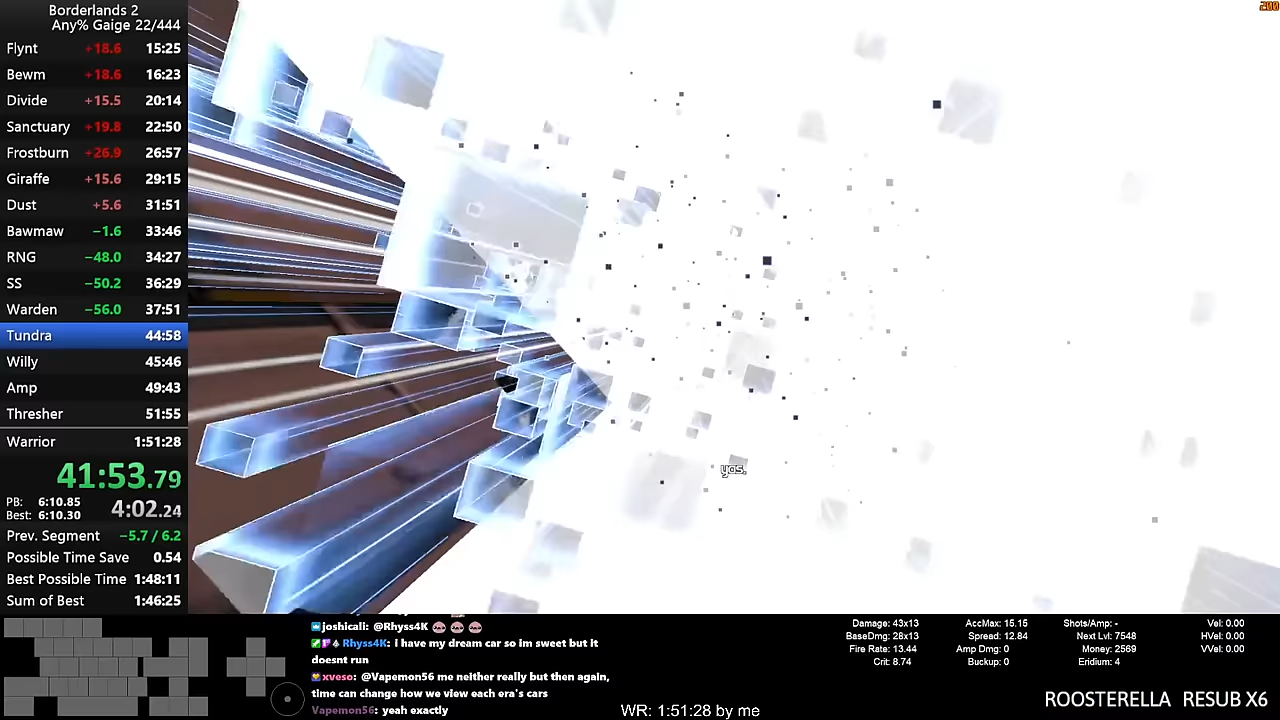 Borderlands 2
Any% Gaige 22/444
Flynt +18.6 15:25
Bewm +18.6 16:23
Divide +15.5 20:14
Sanctuary +19.8 22:50
Frostburn +26.9 26:57
Giraffe +15.6 29:15
Dust +5.6 31:51
Bawmaw −1.6 33:46
RNG −48.0 34:27
SS −50.2 36:29
Warden −56.0 37:51
Tundra 44:58
Willy 45:46
Amp 49:43
Thresher 51:55
Warrior 1:51:28
41:53.79
PB: 6:10.85
Best: 6:10.30
4:02.24
Prev. Segment −5.7 / 6.2
Possible Time Save 0.54
Best Possible Time 1:48:11
Sum of Best 1:46:25
200
yas.
joshicali: @Rhyss4K
Rhyss4K: i have my dream car so im sweet but it
doesnt run
xveso: @Vapemon56 me neither really but then again,
time can change how we view each era's cars
Vapemon56: yeah exactly
WR: 1:51:28 by me
Damage: 43x13
BaseDmg: 28x13
Fire Rate: 13.44
Crit: 8.74
AccMax: 15.15
Spread: 12.84
Amp Dmg: 0
Buckup: 0
Shots/Amp: -
Next Lvl: 7548
Money: 2569
Eridium: 4
Vel: 0.00
HVel: 0.00
VVel: 0.00
ROOSTERELLA RESUB X6